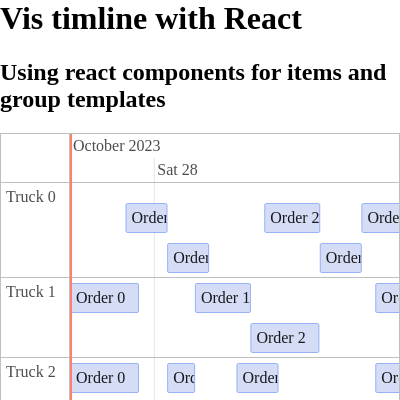 Vis timline with React
Using react components for items and
group templates
October 2023
Sat 28
Truck 0
Order
Order 2
Orde
Order
Order
Truck 1
Order 0
Order 1
Or
Order 2
Truck 2
Order 0
Ord
Order
Or